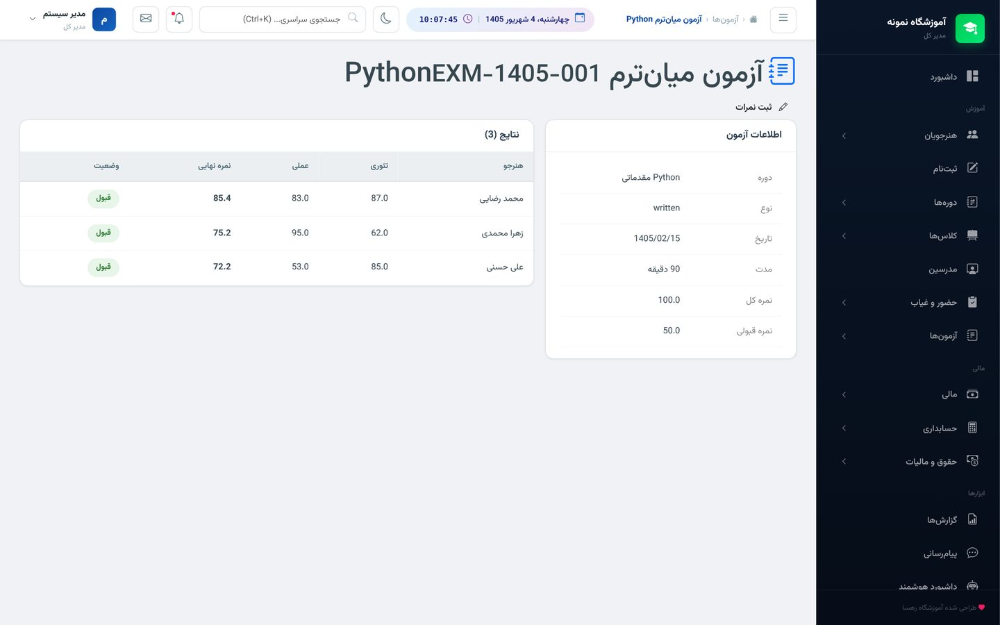 آموزشگاه نمونه
مدیر کل
داشبورد
آموزش
هنرجویان
ثبت‌نام
دوره‌ها
کلاس‌ها
مدرسین
حضور و غیاب
آزمون‌ها
مالی
مالی
حسابداری
حقوق و مالیات
ابزارها
گزارش‌ها
پیام‌رسانی
داشبورد هوشمند
طراحی شده آموزشگاه رهسا
آزمون‌ها › آزمون میان‌ترم Python
چهارشنبه، 4 شهریور 1405 | 10:07:45
جستجوی سراسری... (Ctrl+K)
م
مدیر سیستم
مدیر کل
آزمون میان‌ترم PythonEXM-1405-001
ثبت نمرات
اطلاعات آزمون
دوره Python مقدماتی
نوع written
تاریخ 1405/02/15
مدت 90 دقیقه
نمره کل 100.0
نمره قبولی 50.0
نتایج (3)
هنرجو تئوری عملی نمره نهایی وضعیت
محمد رضایی 87.0 83.0 85.4 قبول
زهرا محمدی 62.0 95.0 75.2 قبول
علی حسنی 85.0 53.0 72.2 قبول